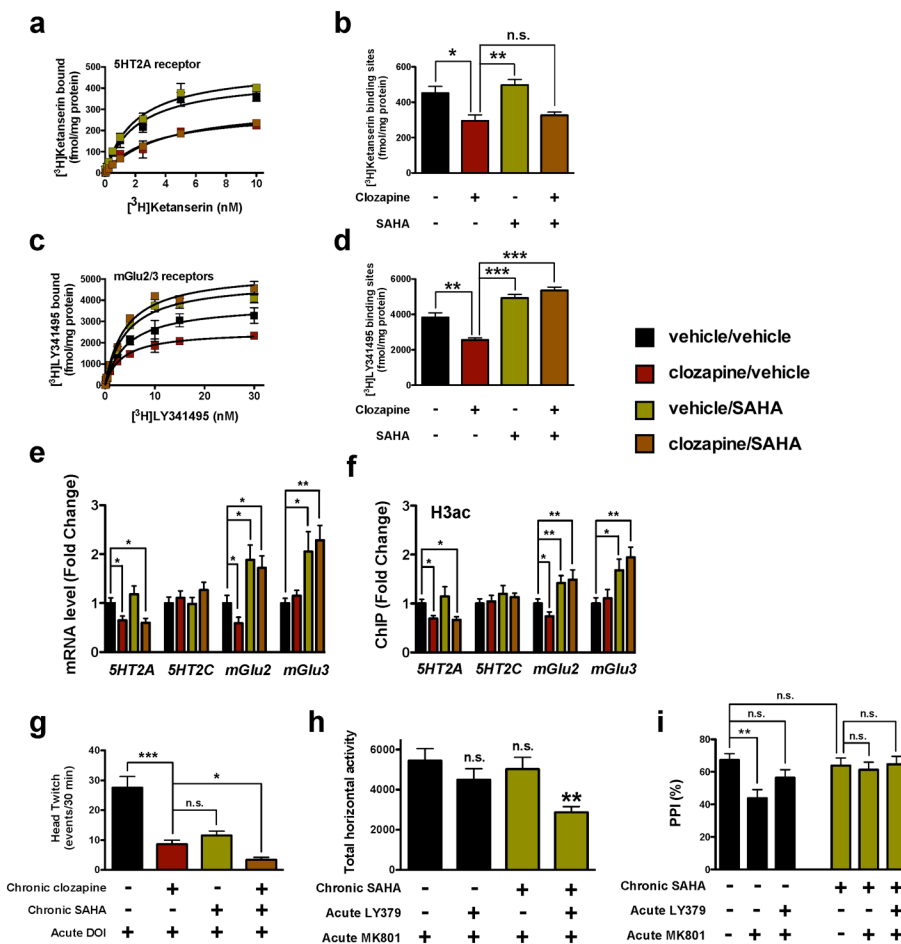 a
5HT2A receptor
[³H]Ketanserin bound
(fmol/mg protein)
500
400
300
200
100
0
0 2 4 6 8 10
[³H]Ketanserin (nM)
b
n.s.
* **
[³H]Ketanserin binding sites
(fmol/mg protein)
600
400
200
0
Clozapine - + - +
SAHA - - + +
c
mGlu2/3 receptors
[³H]LY341495 bound
(fmol/mg protein)
5000
4000
3000
2000
1000
0
0 5 10 15 20 25 30
[³H]LY341495 (nM)
d
***
** ***
[³H]LY341495 binding sites
(fmol/mg protein)
6000
4000
2000
0
Clozapine - + - +
SAHA - - + +
vehicle/vehicle
clozapine/vehicle
vehicle/SAHA
clozapine/SAHA
e
mRNA level (Fold Change)
3
2
1
0
* **
* *
* *
*
5HT2A 5HT2C mGlu2 mGlu3
f
H3ac
ChIP (Fold Change)
3
2
1
0
** **
* ** *
* *
5HT2A 5HT2C mGlu2 mGlu3
g
Head Twitch
(events/30 min)
40
30
20
10
0
***
*
n.s.
Chronic clozapine - + - +
Chronic SAHA - - + +
Acute DOI + + + +
h
Total horizontal activity
6000
4000
2000
0
n.s. n.s.
**
Chronic SAHA - - + +
Acute LY379 - + - +
Acute MK801 + + + +
i
PPI (%)
80
60
40
20
0
n.s.
n.s. n.s.
** n.s.
Chronic SAHA - - - + + +
Acute LY379 - - + - - +
Acute MK801 - + + - + +